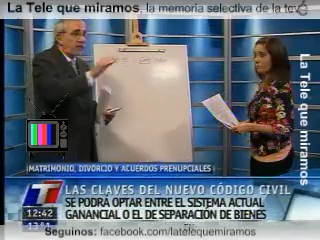 La Tele que miramos, la memoria selectiva de la tevé
La Tele que miramos
MATRIMONIO, DIVORCIO Y ACUERDOS PRENUPCIALES
LAS CLAVES DEL NUEVO CÓDIGO CIVIL
SE PODRÁ OPTAR ENTRE EL SISTEMA ACTUAL
GANANCIAL O EL DE SEPARACIÓN DE BIENES
12:42
Seguinos: facebook.com/latelequemiramos